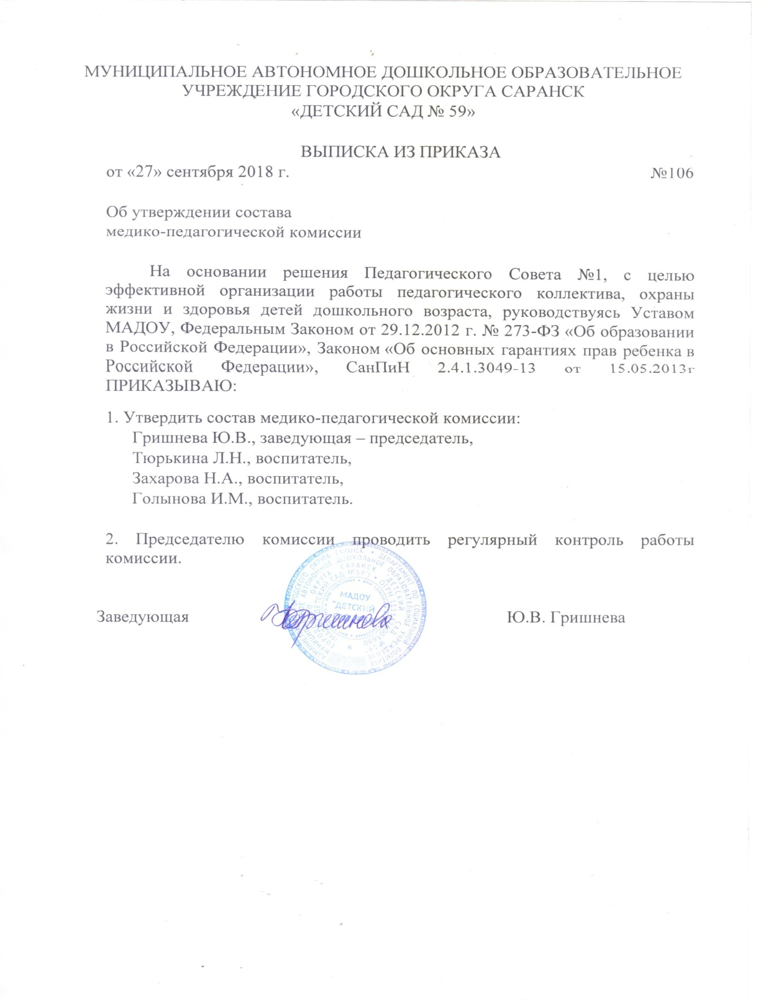 МУНИЦИПАЛЬНОЕ АВТОНОМНОЕ ДОШКОЛЬНОЕ ОБРАЗОВАТЕЛЬНОЕ
УЧРЕЖДЕНИЕ ГОРОДСКОГО ОКРУГА САРАНСК
«ДЕТСКИЙ САД № 59»
ВЫПИСКА ИЗ ПРИКАЗА
от «27» сентября 2018 г. №106
Об утверждении состава
медико-педагогической комиссии
На основании решения Педагогического Совета №1, с целью
эффективной организации работы педагогического коллектива, охраны
жизни и здоровья детей дошкольного возраста, руководствуясь Уставом
МАДОУ, Федеральным Законом от 29.12.2012 г. № 273-ФЗ «Об образовании
в Российской Федерации», Законом «Об основных гарантиях прав ребенка в
Российской Федерации», СанПиН 2.4.1.3049-13 от 15.05.2013г
ПРИКАЗЫВАЮ:
1. Утвердить состав медико-педагогической комиссии:
Гришнева Ю.В., заведующая – председатель,
Тюрькина Л.Н., воспитатель,
Захарова Н.А., воспитатель,
Голынова И.М., воспитатель.
2. Председателю комиссии проводить регулярный контроль работы
комиссии.
Заведующая Ю.В. Гришнева
МАДОУ
"ДЕТСКИЙ